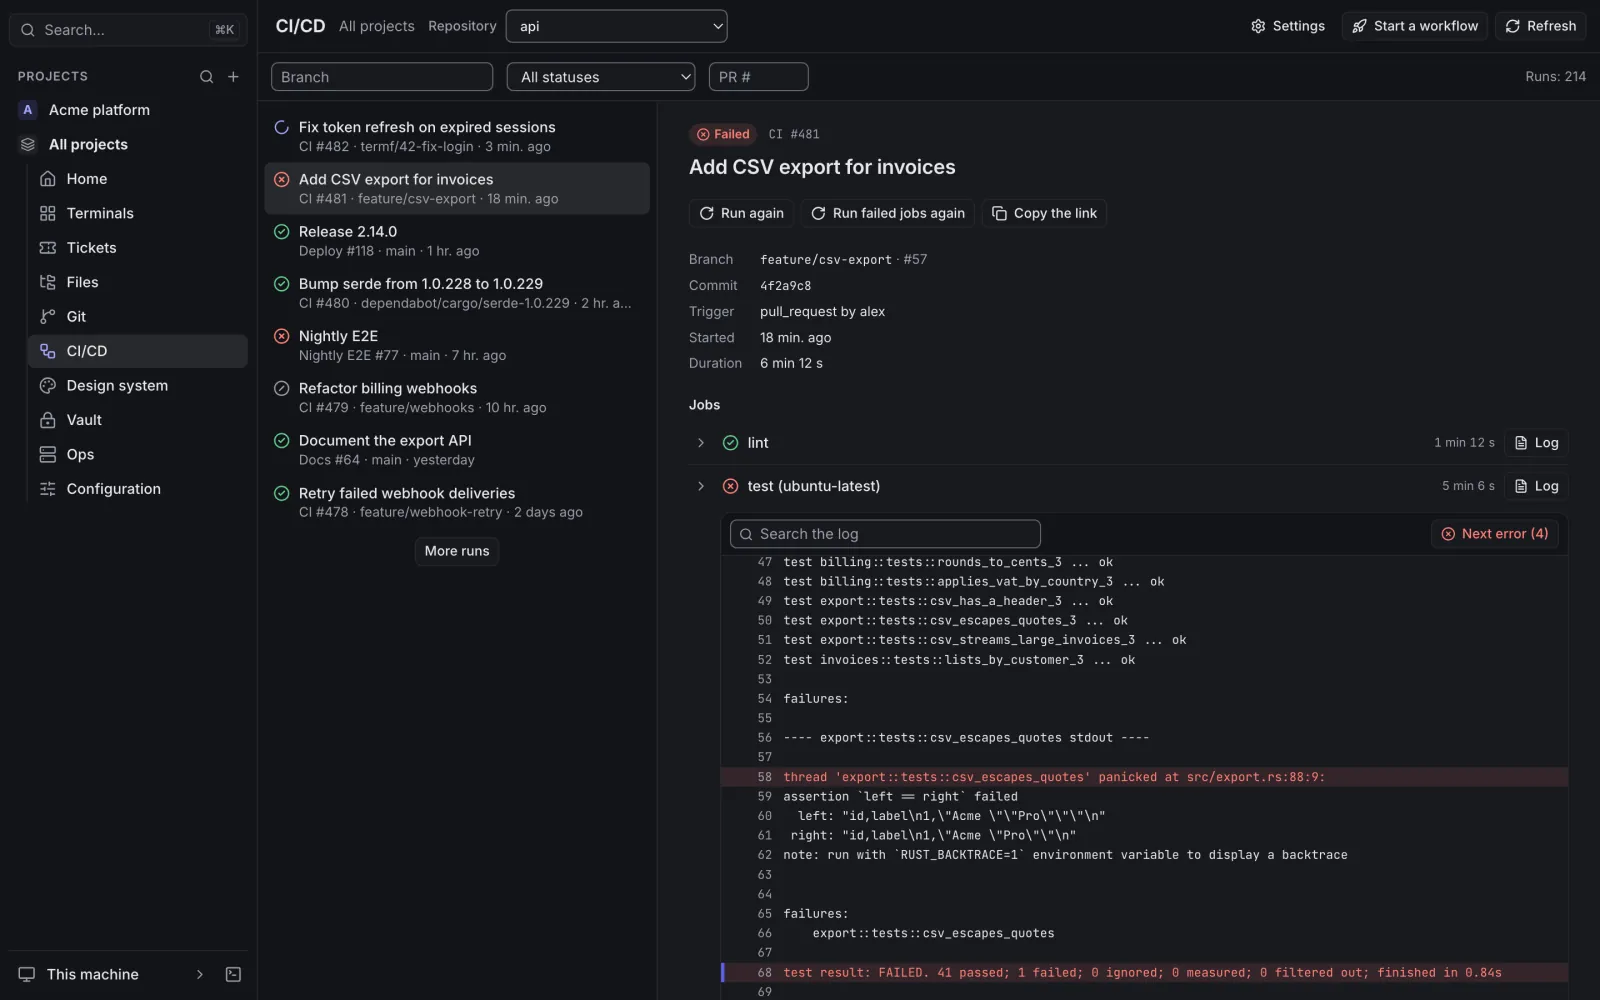 Search...
⌘K
PROJECTS
A
Acme platform
All projects
Home
Terminals
Tickets
Files
Git
CI/CD
Design system
Vault
Ops
Configuration
This machine
CI/CD
All projects
Repository
api
Settings
Start a workflow
Refresh
Branch
All statuses
PR #
Runs: 214
Fix token refresh on expired sessions
CI #482 · termf/42-fix-login · 3 min. ago
Add CSV export for invoices
CI #481 · feature/csv-export · 18 min. ago
Release 2.14.0
Deploy #118 · main · 1 hr. ago
Bump serde from 1.0.228 to 1.0.229
CI #480 · dependabot/cargo/serde-1.0.229 · 2 hr. a...
Nightly E2E
Nightly E2E #77 · main · 7 hr. ago
Refactor billing webhooks
CI #479 · feature/webhooks · 10 hr. ago
Document the export API
Docs #64 · main · yesterday
Retry failed webhook deliveries
CI #478 · feature/webhook-retry · 2 days ago
More runs
Failed CI #481
Add CSV export for invoices
Run again
Run failed jobs again
Copy the link
Branch feature/csv-export · #57
Commit 4f2a9c8
Trigger pull_request by alex
Started 18 min. ago
Duration 6 min 12 s
Jobs
lint 1 min 12 s Log
test (ubuntu-latest) 5 min 6 s Log
Search the log
Next error (4)
47 test billing::tests::rounds_to_cents_3 ... ok
48 test billing::tests::applies_vat_by_country_3 ... ok
49 test export::tests::csv_has_a_header_3 ... ok
50 test export::tests::csv_escapes_quotes_3 ... ok
51 test export::tests::csv_streams_large_invoices_3 ... ok
52 test invoices::tests::lists_by_customer_3 ... ok
53
54 failures:
55
56 ---- export::tests::csv_escapes_quotes stdout ----
57
58 thread 'export::tests::csv_escapes_quotes' panicked at src/export.rs:88:9:
59 assertion `left == right` failed
60 left: "id,label\n1,\"Acme \"\"Pro\"\"\"\n"
61 right: "id,label\n1,\"Acme \"Pro\"\"\n"
62 note: run with `RUST_BACKTRACE=1` environment variable to display a backtrace
63
64
65 failures:
66 export::tests::csv_escapes_quotes
67
68 test result: FAILED. 41 passed; 1 failed; 0 ignored; 0 measured; 0 filtered out; finished in 0.84s
69